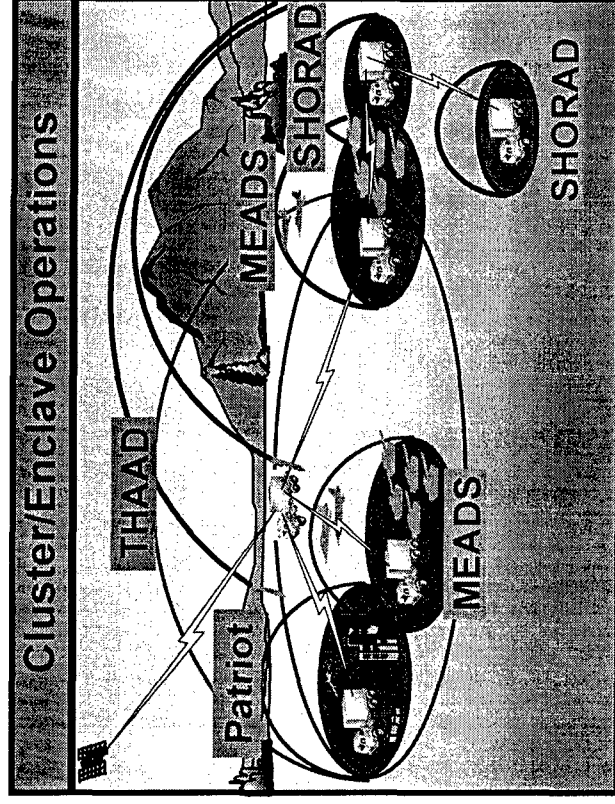 Cluster/Enclave Operations
THAAD
Patriot
MEADS
SHORAD
MEADS
SHORAD